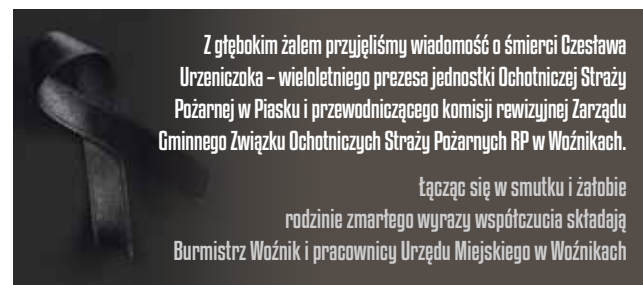 Z głębokim żalem przyjęliśmy wiadomość o śmierci Czesława
Urzeniczoka – wieloletniego prezesa jednostki Ochotniczej Straży
Pożarnej w Piasku i przewodniczącego komisji rewizyjnej Zarządu
Gminnego Związku Ochotniczych Straży Pożarnych RP w Woźnikach.
Łącząc się w smutku i żałobie
rodzinie zmarłego wyrazy współczucia składają
Burmistrz Woźnik i pracownicy Urzędu Miejskiego w Woźnikach